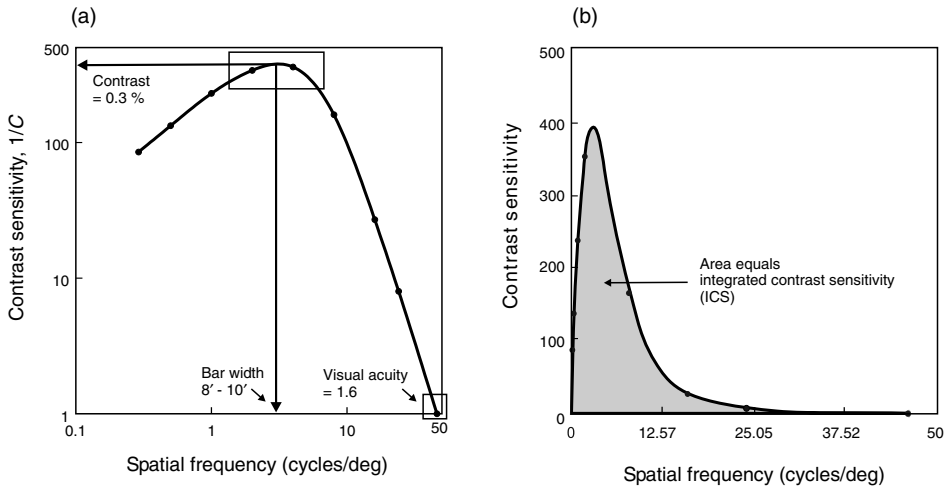 (a)
500
100
10
1
Contrast sensitivity, 1/C
Contrast
= 0.3 %
Bar width
8′ - 10′
Visual acuity
= 1.6
0.1
1
10
50
Spatial frequency (cycles/deg)
(b)
500
400
300
200
100
0
Contrast sensitivity
Area equals
integrated contrast sensitivity
(ICS)
0
12.57
25.05
37.52
50
Spatial frequency (cycles/deg)